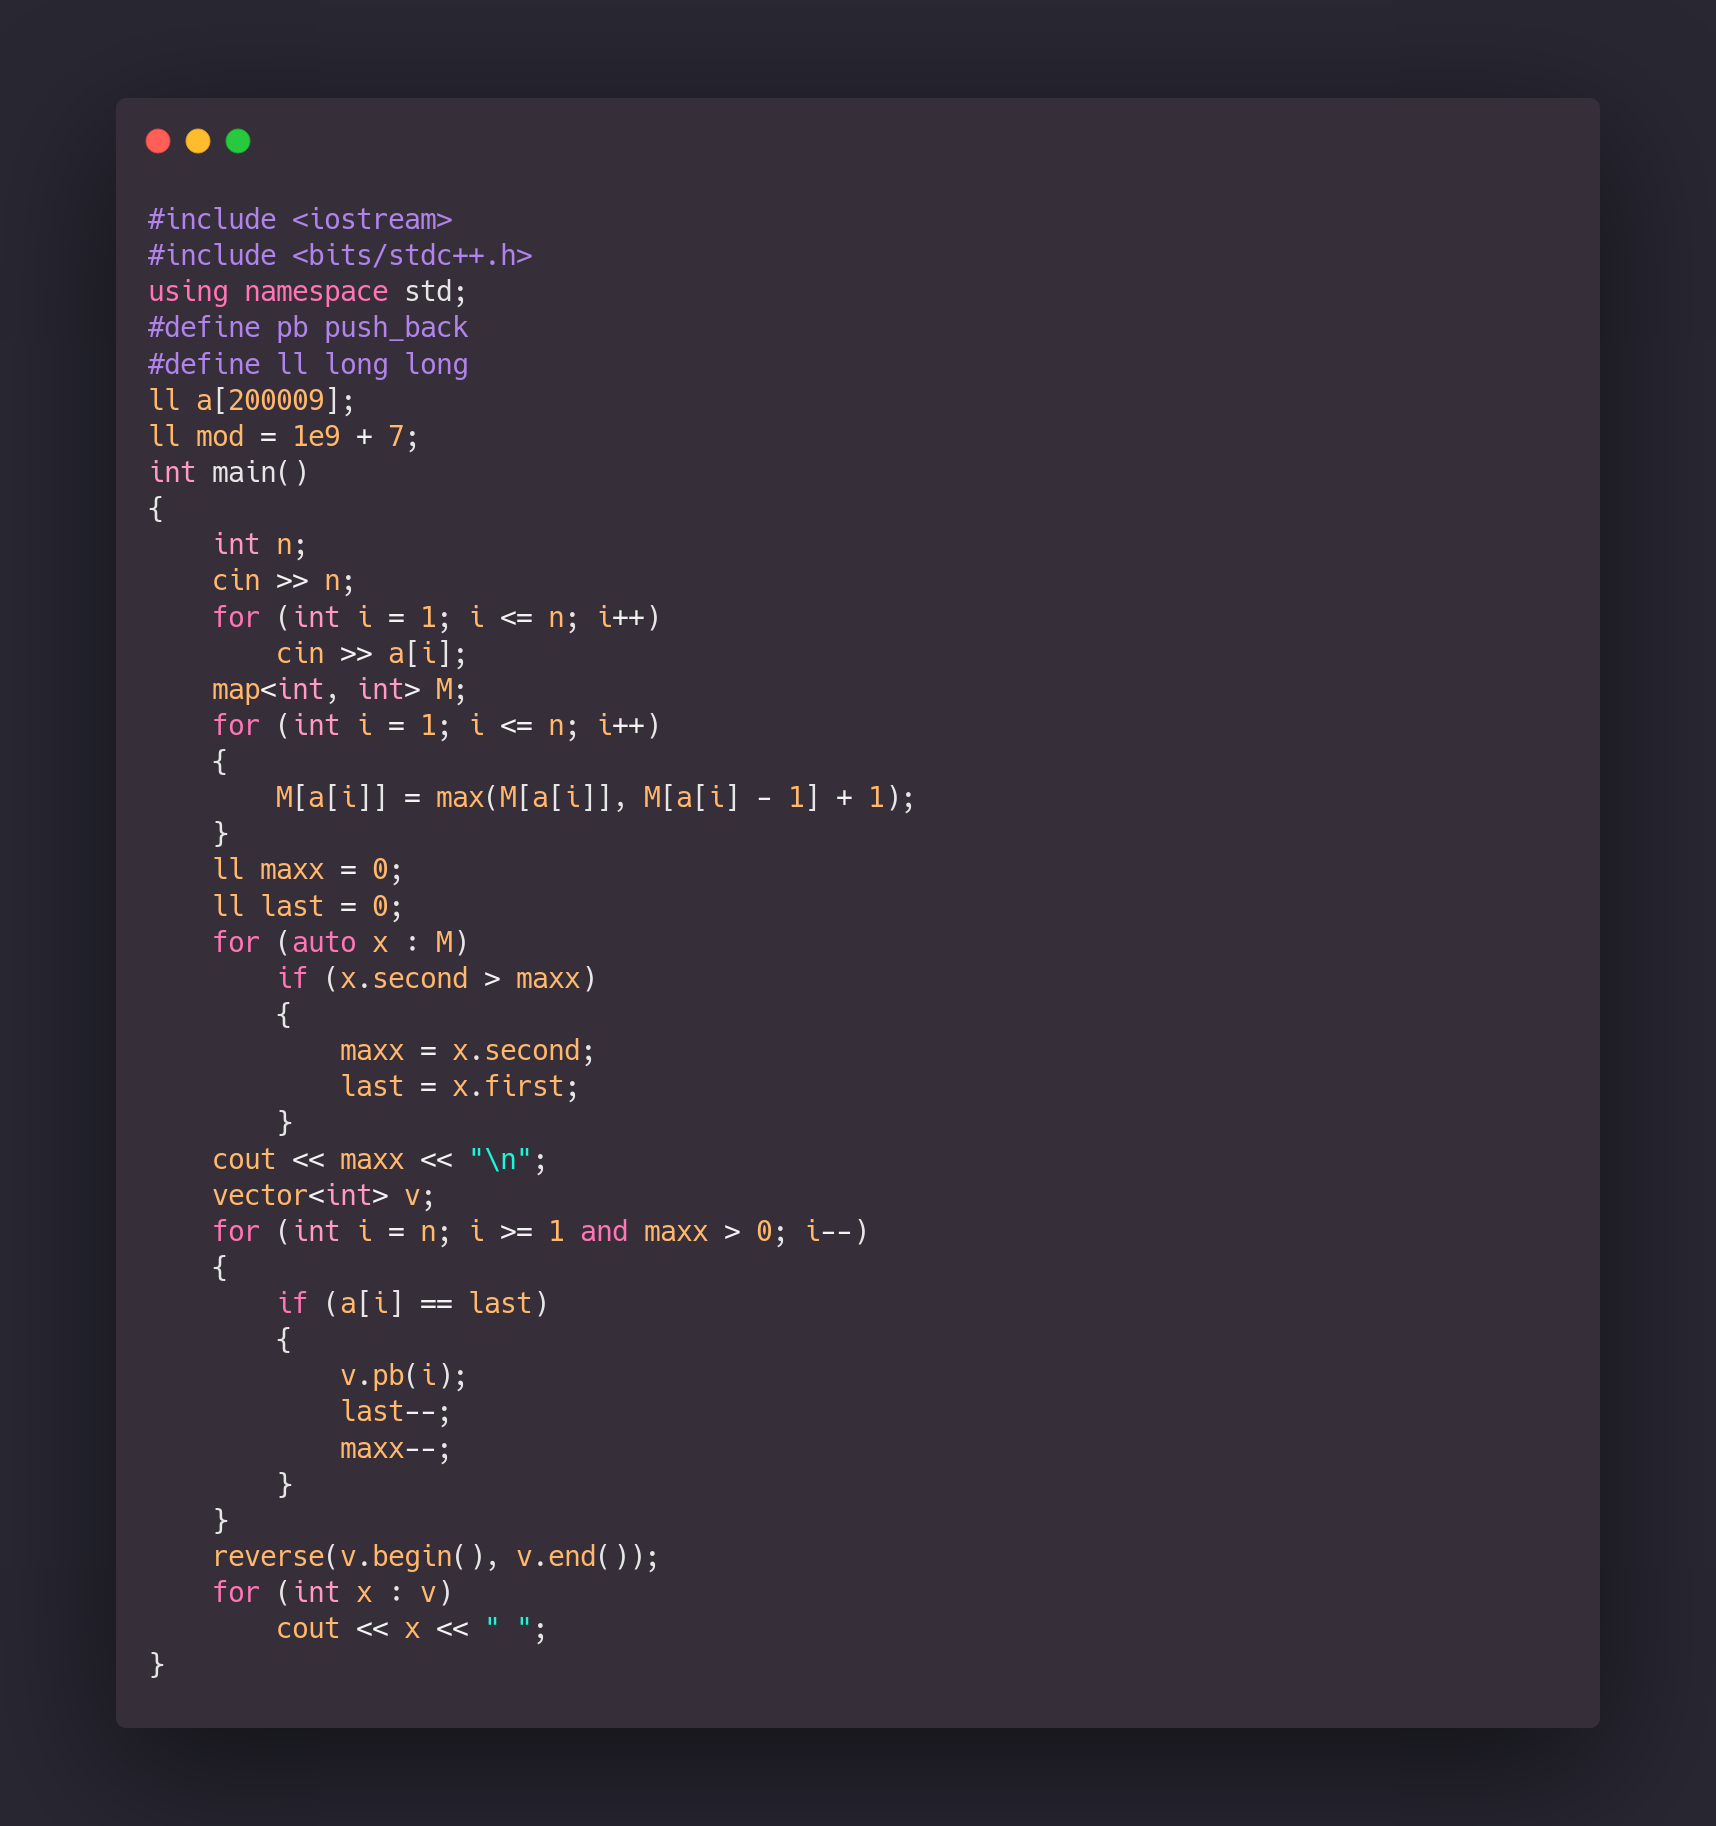 #include <iostream>
#include <bits/stdc++.h>
using namespace std;
#define pb push_back
#define ll long long
ll a[200009];
ll mod = 1e9 + 7;
int main()
{
    int n;
    cin >> n;
    for (int i = 1; i <= n; i++)
        cin >> a[i];
    map<int, int> M;
    for (int i = 1; i <= n; i++)
    {
        M[a[i]] = max(M[a[i]], M[a[i] - 1] + 1);
    }
    ll maxx = 0;
    ll last = 0;
    for (auto x : M)
        if (x.second > maxx)
        {
            maxx = x.second;
            last = x.first;
        }
    cout << maxx << "\n";
    vector<int> v;
    for (int i = n; i >= 1 and maxx > 0; i--)
    {
        if (a[i] == last)
        {
            v.pb(i);
            last--;
            maxx--;
        }
    }
    reverse(v.begin(), v.end());
    for (int x : v)
        cout << x << " ";
}